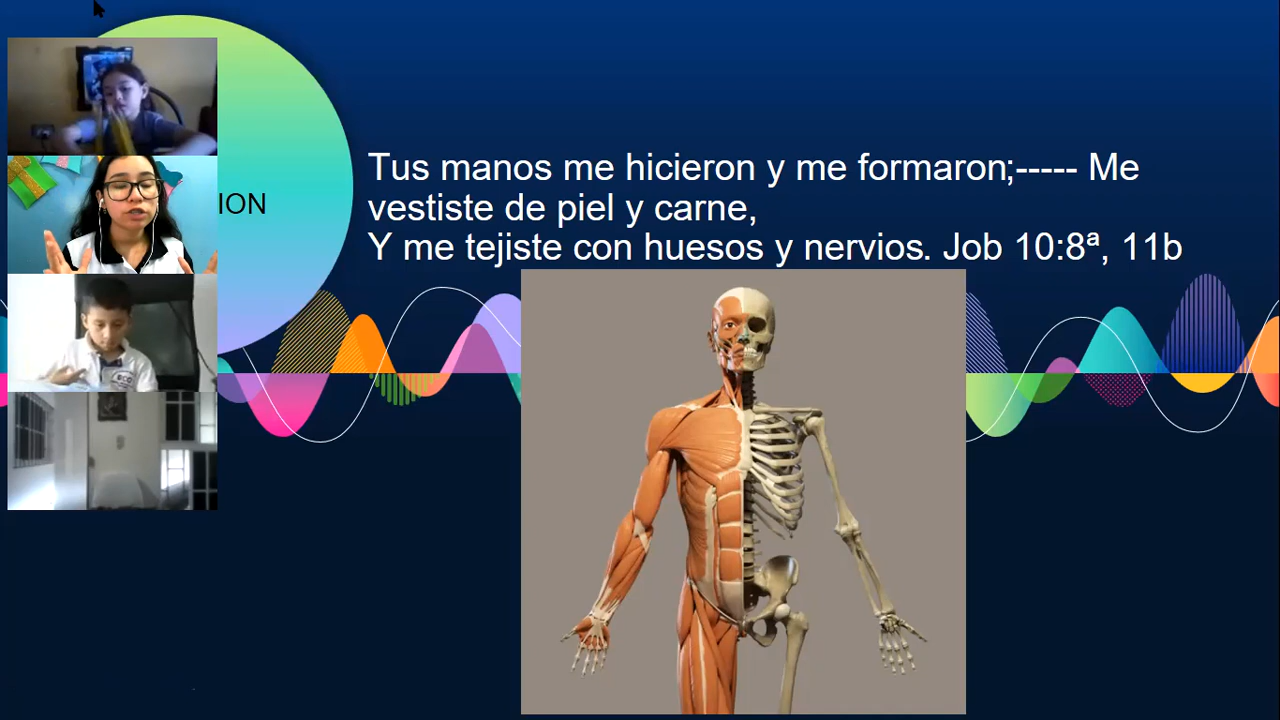 ION
Tus manos me hicieron y me formaron;----- Me
vestiste de piel y carne,
Y me tejiste con huesos y nervios. Job 10:8ª, 11b
eco